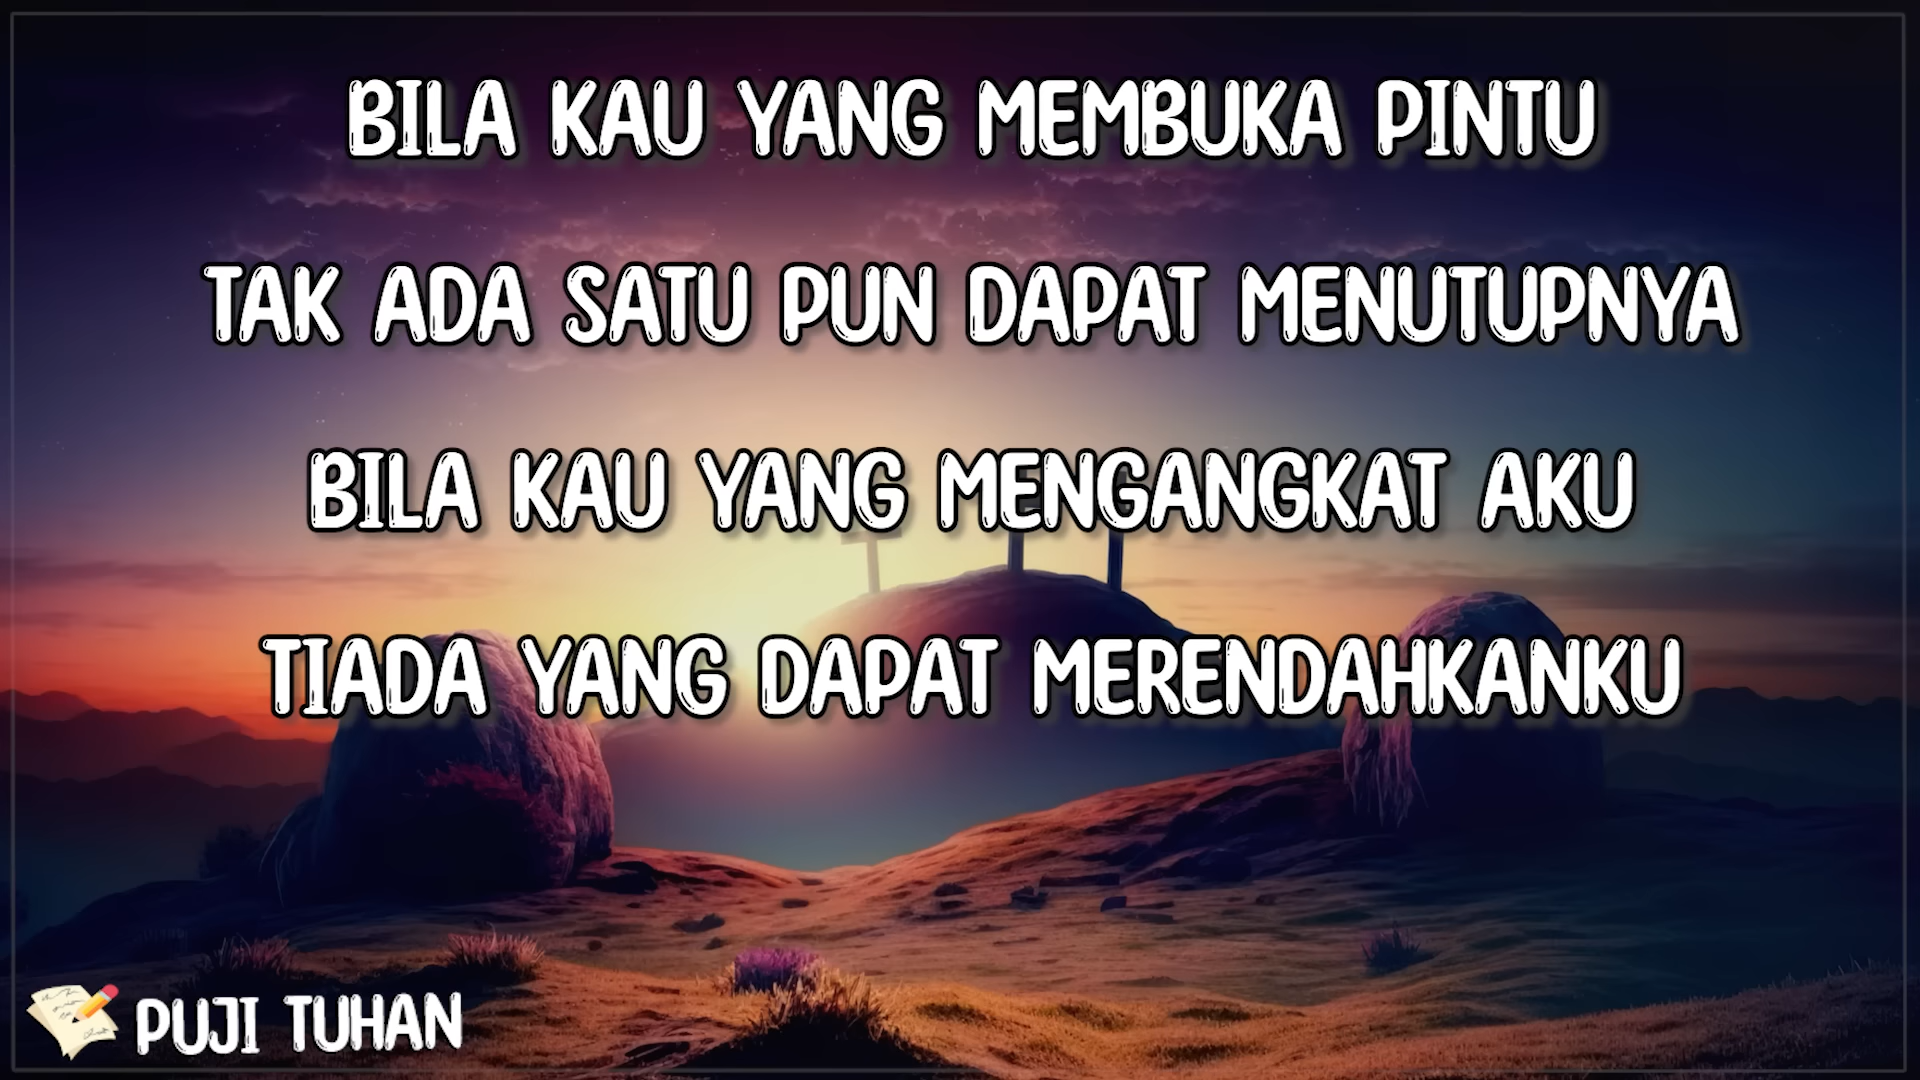 BILA KAU YANG MEMBUKA PINTU
TAK ADA SATU PUN DAPAT MENUTUPNYA
BILA KAU YANG MENGANGKAT AKU
TIADA YANG DAPAT MERENDAHKANKU
PUJI TUHAN